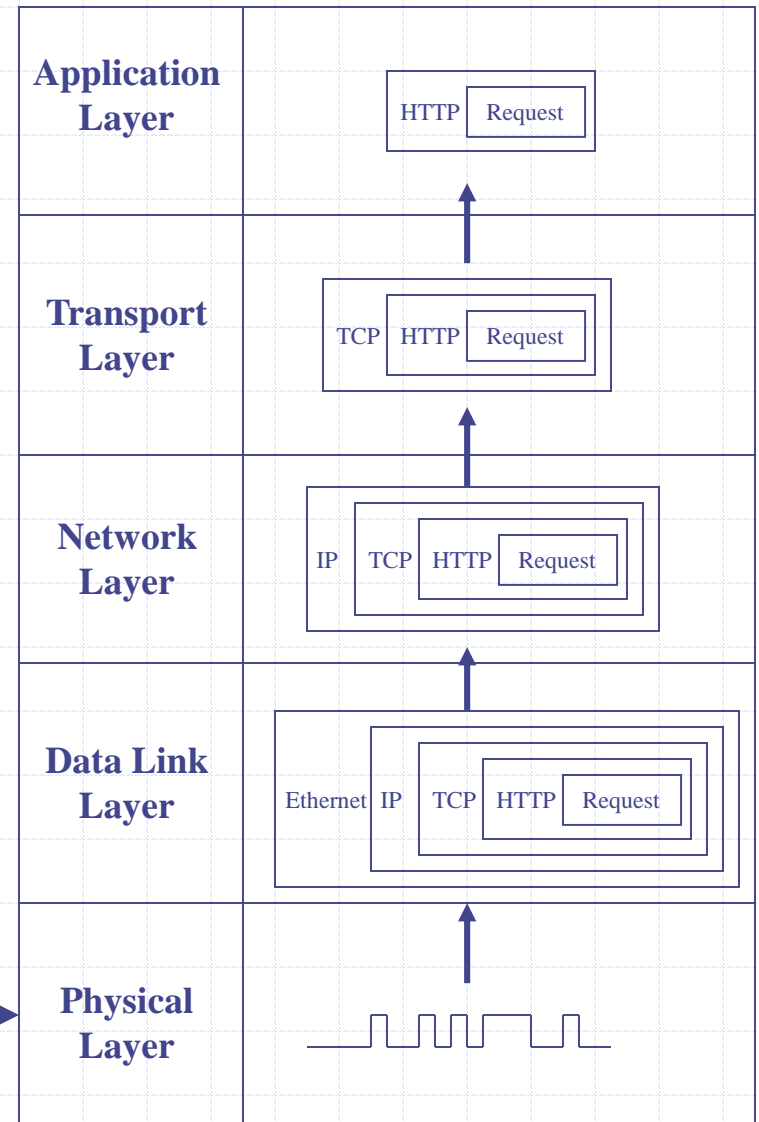 Application
Layer
HTTP Request
Transport
Layer
TCP HTTP Request
Network
Layer
IP TCP HTTP Request
Data Link
Layer
Ethernet IP TCP HTTP Request
Physical
Layer